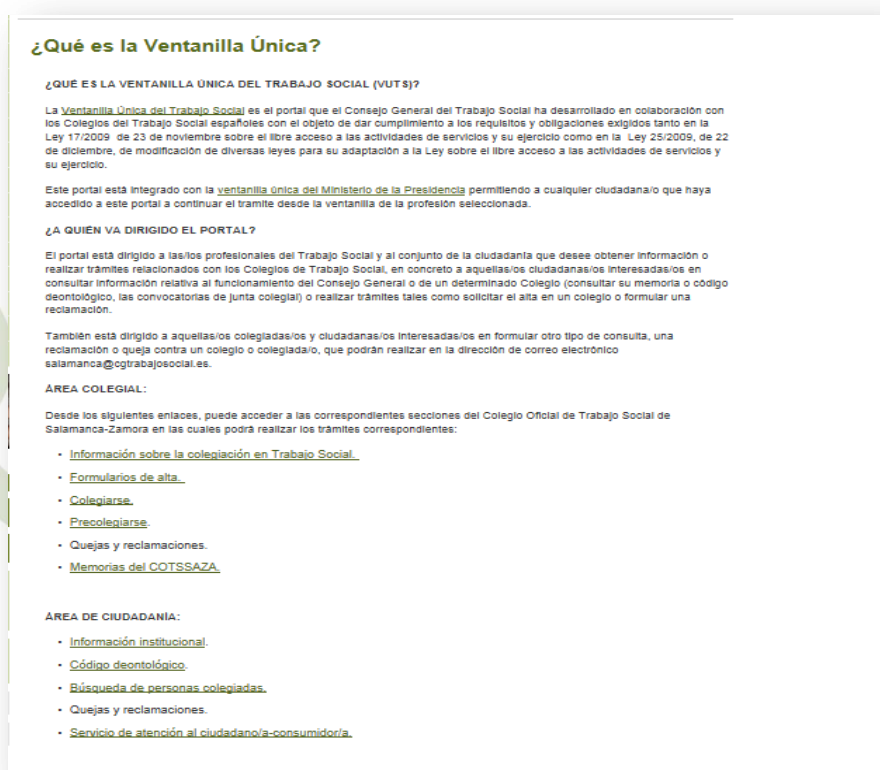 ¿Qué es la Ventanilla Única?
¿QUÉ ES LA VENTANILLA ÚNICA DEL TRABAJO SOCIAL (VUTS)?
La Ventanilla Única del Trabajo Social es el portal que el Consejo General del Trabajo Social ha desarrollado en colaboración con
los Colegios del Trabajo Social españoles con el objeto de dar cumplimiento a los requisitos y obligaciones exigidos tanto en la
Ley 17/2009 de 23 de noviembre sobre el libre acceso a las actividades de servicios y su ejercicio como en la Ley 25/2009, de 22
de diciembre, de modificación de diversas leyes para su adaptación a la Ley sobre el libre acceso a las actividades de servicios y
su ejercicio.
Este portal está integrado con la ventanilla única del Ministerio de la Presidencia permitiendo a cualquier ciudadana/o que haya
accedido a este portal a continuar el tramite desde la ventanilla de la profesión seleccionada.
¿A QUIÉN VA DIRIGIDO EL PORTAL?
El portal está dirigido a las/los profesionales del Trabajo Social y al conjunto de la ciudadanía que desee obtener información o
realizar trámites relacionados con los Colegios de Trabajo Social, en concreto a aquellas/os ciudadanas/os interesadas/os en
consultar información relativa al funcionamiento del Consejo General o de un determinado Colegio (consultar su memoria o código
deontológico, las convocatorias de junta colegial) o realizar trámites tales como solicitar el alta en un colegio o formular una
reclamación.
También está dirigido a aquellas/os colegiadas/os y ciudadanas/os interesadas/os en formular otro tipo de consulta, una
reclamación o queja contra un colegio o colegiada/o, que podrán realizar en la dirección de correo electrónico
salamanca@cgtrabajosocial.es.
ÁREA COLEGIAL:
Desde los siguientes enlaces, puede acceder a las correspondientes secciones del Colegio Oficial de Trabajo Social de
Salamanca-Zamora en las cuales podrá realizar los trámites correspondientes:
• Información sobre la colegiación en Trabajo Social.
• Formularios de alta.
• Colegiarse.
• Precolegiarse.
• Quejas y reclamaciones.
• Memorias del COTSSAZA.
ÁREA DE CIUDADANÍA:
• Información institucional.
• Código deontológico.
• Búsqueda de personas colegiadas.
• Quejas y reclamaciones.
• Servicio de atención al ciudadano/a-consumidor/a.